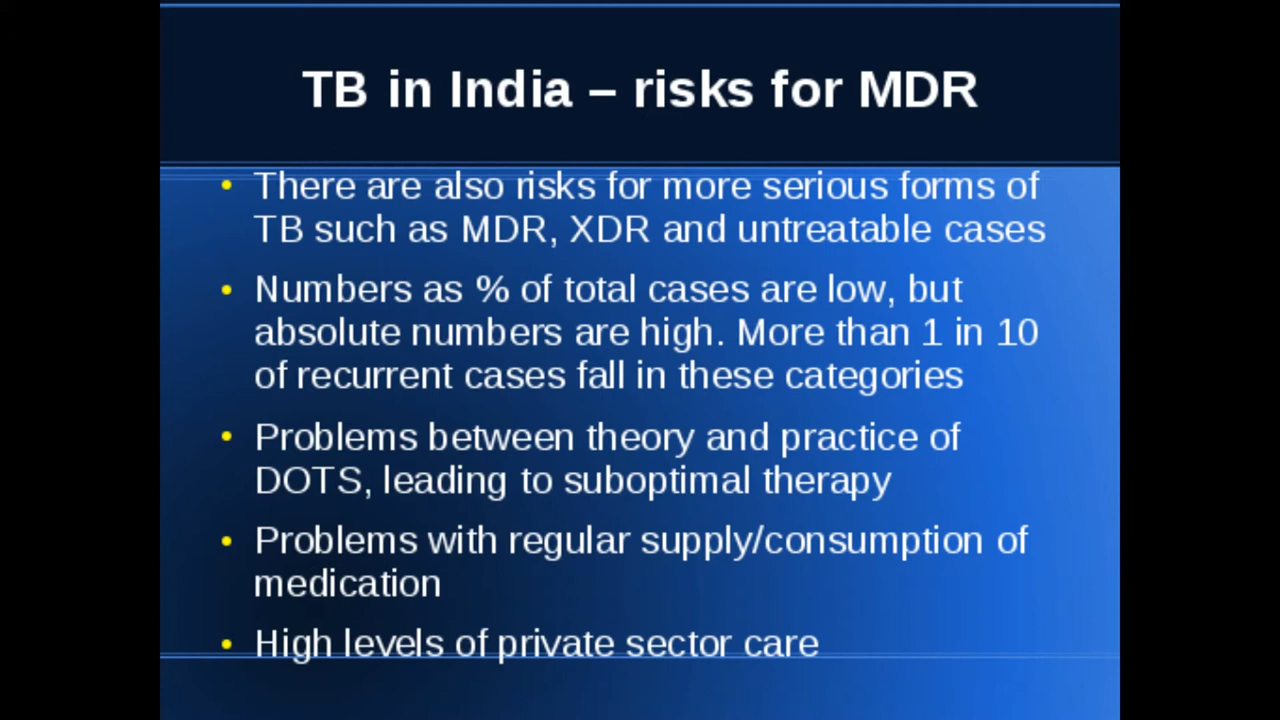 TB in India – risks for MDR
• There are also risks for more serious forms of
TB such as MDR, XDR and untreatable cases
• Numbers as % of total cases are low, but
absolute numbers are high. More than 1 in 10
of recurrent cases fall in these categories
• Problems between theory and practice of
DOTS, leading to suboptimal therapy
• Problems with regular supply/consumption of
medication
• High levels of private sector care